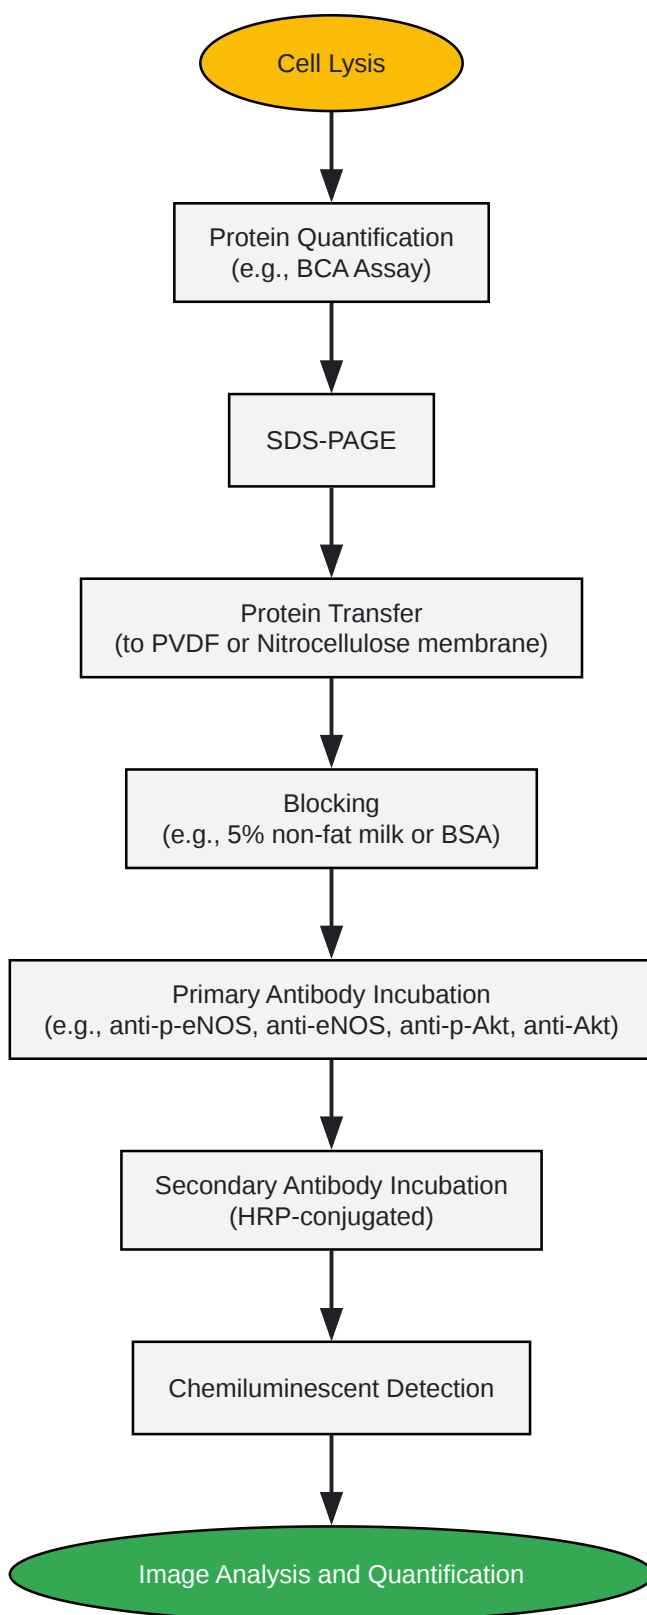 Cell Lysis
Protein Quantification
(e.g., BCA Assay)
SDS-PAGE
Protein Transfer
(to PVDF or Nitrocellulose membrane)
Blocking
(e.g., 5% non-fat milk or BSA)
Primary Antibody Incubation
(e.g., anti-p-eNOS, anti-eNOS, anti-p-Akt, anti-Akt)
Secondary Antibody Incubation
(HRP-conjugated)
Chemiluminescent Detection
Image Analysis and Quantification